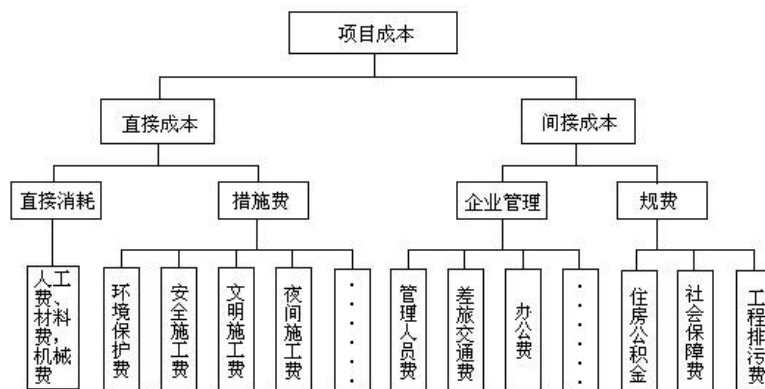 项目成本
直接成本
间接成本
直接消耗
措施费
企业管理
规费
人工
费、
材料
费，
机械
费
环境保护费
安全施工费
文明施工费
夜间施工费
······
管理人员费
差旅交通费
办公费
······
住房公积金
社会保障费
工程排污费